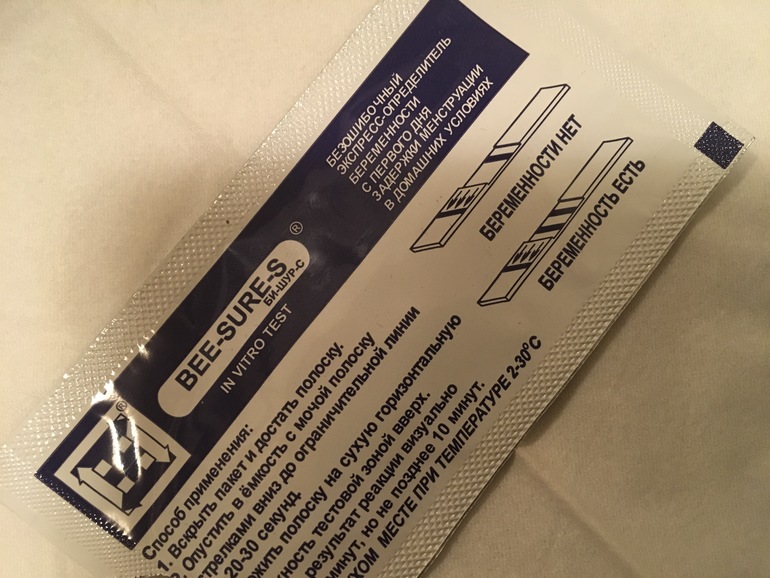 БЕЗОШИБОЧНЫЙ
ЭКСПРЕСС-ОПРЕДЕЛИТЕЛЬ
БЕРЕМЕННОСТИ
С ПЕРВОГО ДНЯ
ЗАДЕРЖКИ МЕНСТРУАЦИИ
В ДОМАШНИХ УСЛОВИЯХ
BEE-SURE-S ®
БИ-ШУР-С
IN VITRO TEST
®
БЕРЕМЕННОСТИ НЕТ
БЕРЕМЕННОСТЬ ЕСТЬ
Способ применения:
1. Вскрыть пакет и достать полоску.
Опустить в ёмкость с мочой полоску
стрелками вниз до ограничительной линии
20-30 секунд.
полоску на сухую горизонтальную
тестовой зоной вверх.
результат реакции визуально
но не позднее 10 минут.
МЕСТЕ ПРИ ТЕМПЕРАТУРЕ 2-30°C